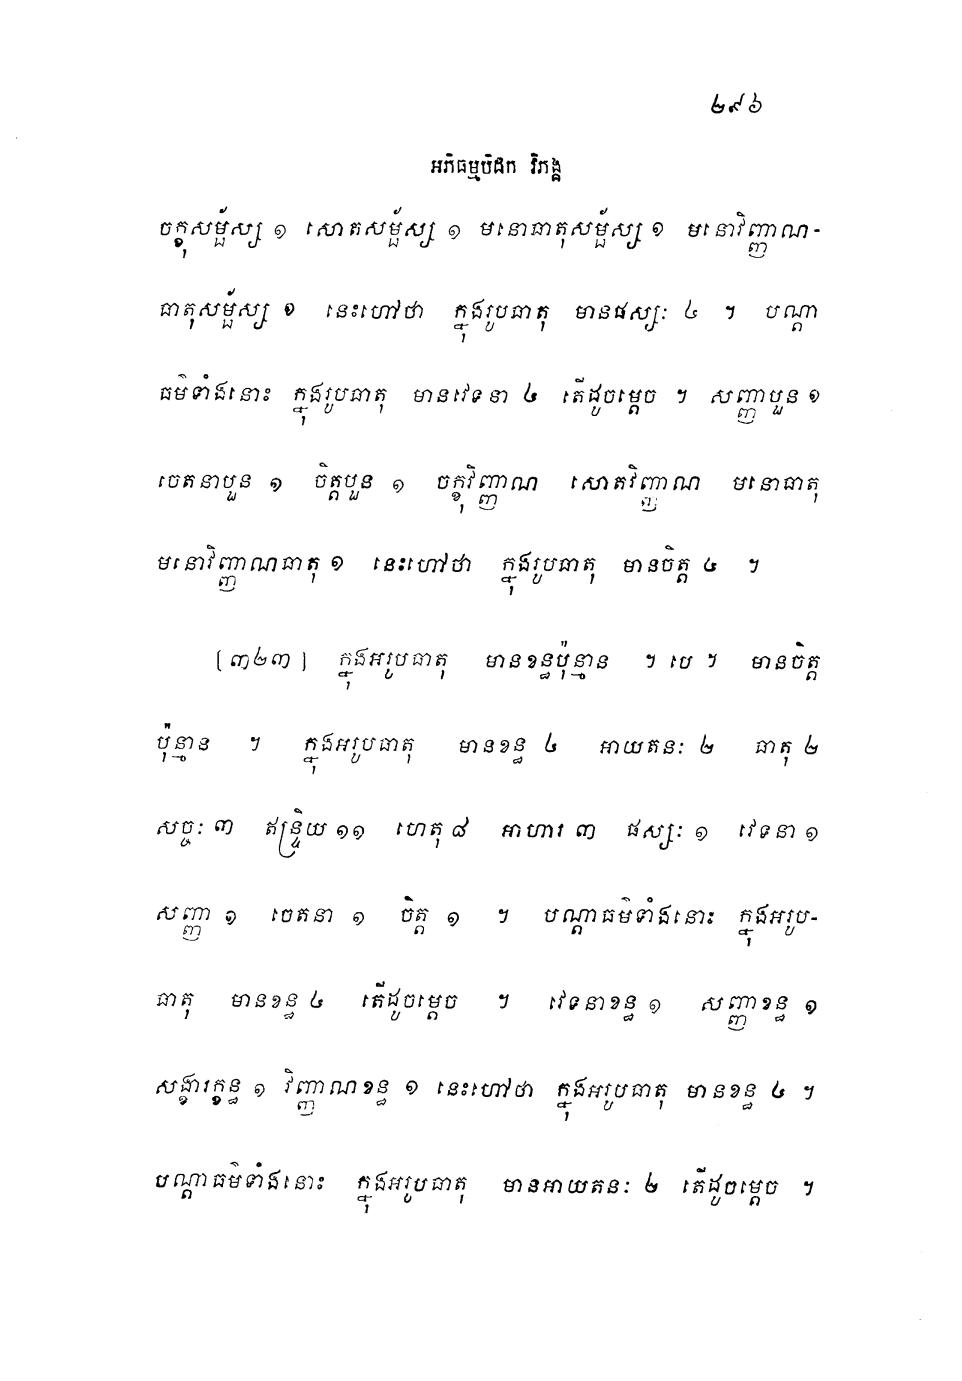 ២៩៦
អភិធម្មបិដក វិភង្គ
ចក្ខុសម្ផ័ស្ស ១ សោតសម្ផ័ស្ស ១ មនោធាតុសម្ផ័ស្ស ១ មនោវិញ្ញាណ-
ធាតុសម្ផ័ស្ស ១ នេះហៅថា ក្នុងរូបធាតុ មានផស្សៈ ៤ ។ បណ្តា
ធម៌ទាំងនោះ ក្នុងរូបធាតុ មានវេទនា ៤ តើដូចម្តេច ។ សញ្ញាបួន ១
ចេតនាបួន ១ ចិត្តបួន ១ ចក្ខុវិញ្ញាណ សោតវិញ្ញាណ មនោធាតុ
មនោវិញ្ញាណធាតុ ១ នេះហៅថា ក្នុងរូបធាតុ មានចិត្ត ៤ ។
[៣២៣] ក្នុងអរូបធាតុ មានខន្ធប៉ុន្មាន ។ បេ ។ មានចិត្ត
ប៉ុន្មាន ។ ក្នុងអរូបធាតុ មានខន្ធ ៤ អាយតនៈ ២ ធាតុ ២
សច្ចៈ ៣ ឥន្ទ្រិយ ១១ ហេតុ ៨ អាហារ ៣ ផស្សៈ ១ វេទនា ១
សញ្ញា ១ ចេតនា ១ ចិត្ត ១ ។ បណ្តាធម៌ទាំងនោះ ក្នុងអរូប-
ធាតុ មានខន្ធ ៤ តើដូចម្តេច ។ វេទនាខន្ធ ១ សញ្ញាខន្ធ ១
សង្ខារក្ខន្ធ ១ វិញ្ញាណខន្ធ ១ នេះហៅថា ក្នុងអរូបធាតុ មានខន្ធ ៤ ។
បណ្តាធម៌ទាំងនោះ ក្នុងអរូបធាតុ មានអាយតនៈ ២ តើដូចម្តេច ។